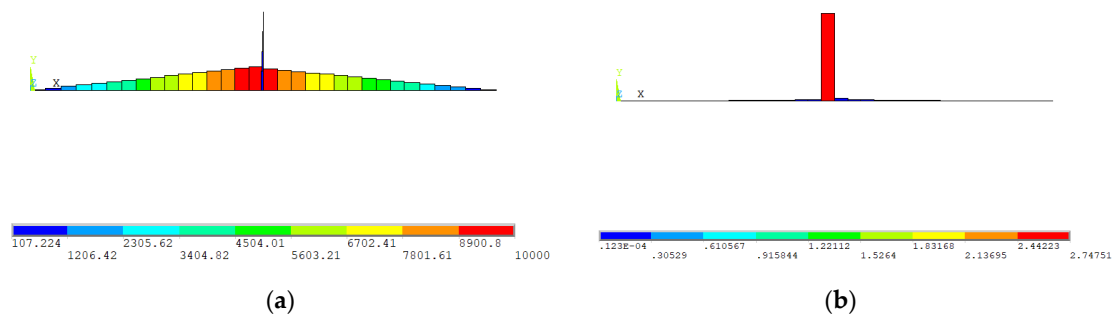 Y
Z X
107.224 2305.62 4504.01 6702.41 8900.8
1206.42 3404.82 5603.21 7801.61 10000
(a)
Y
Z X
.123E-04 .610567 1.22112 1.83168 2.44223
.30529 .915844 1.5264 2.13695 2.74751
(b)